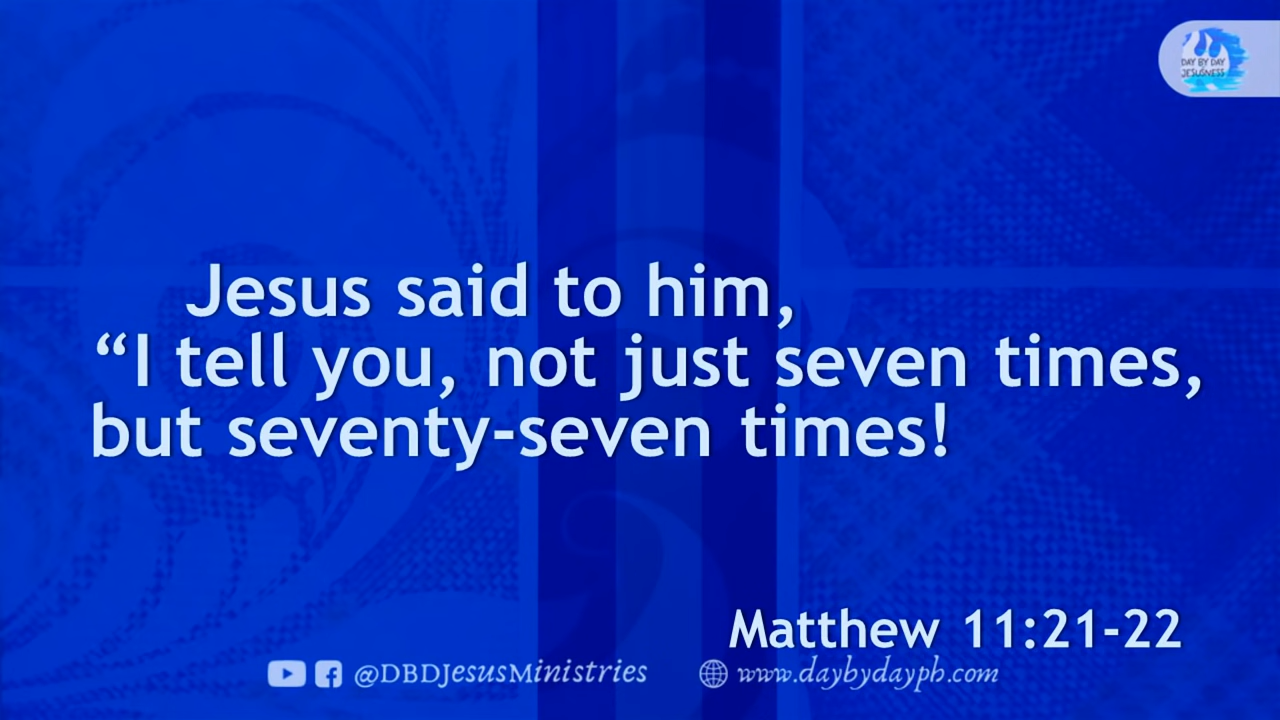 DAY BY DAY
JESUSNESS
Jesus said to him,
“I tell you, not just seven times,
but seventy-seven times!
Matthew 11:21-22
@DBDJesusMinistries www.daybydayph.com